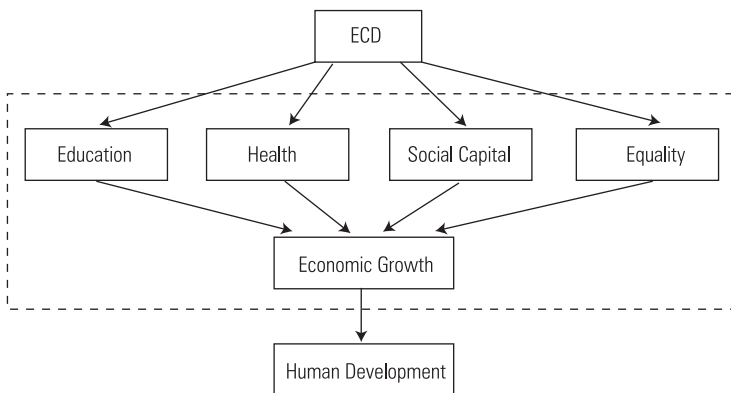 ECD
Education
Health
Social Capital
Equality
Economic Growth
Human Development